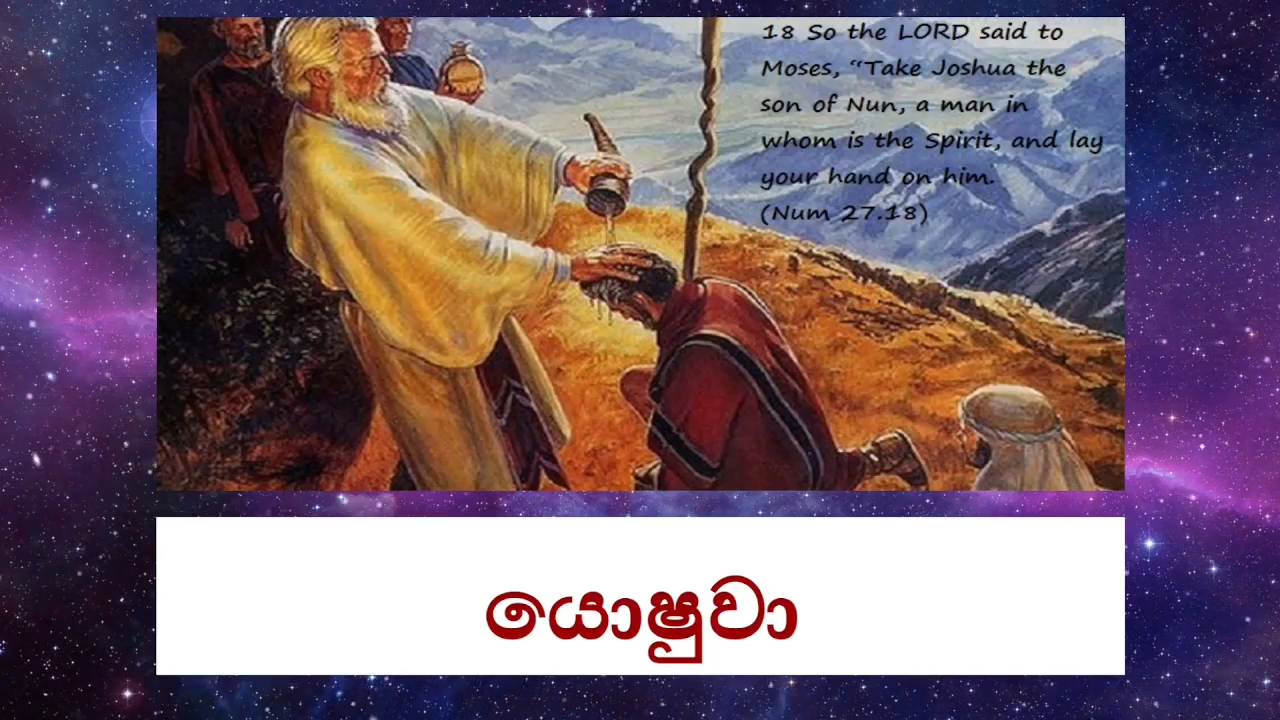 18 So the LORD said to
Moses, “Take Joshua the
son of Nun, a man in
whom is the Spirit, and lay
your hand on him.
(Num 27.18)
යොෂුවා